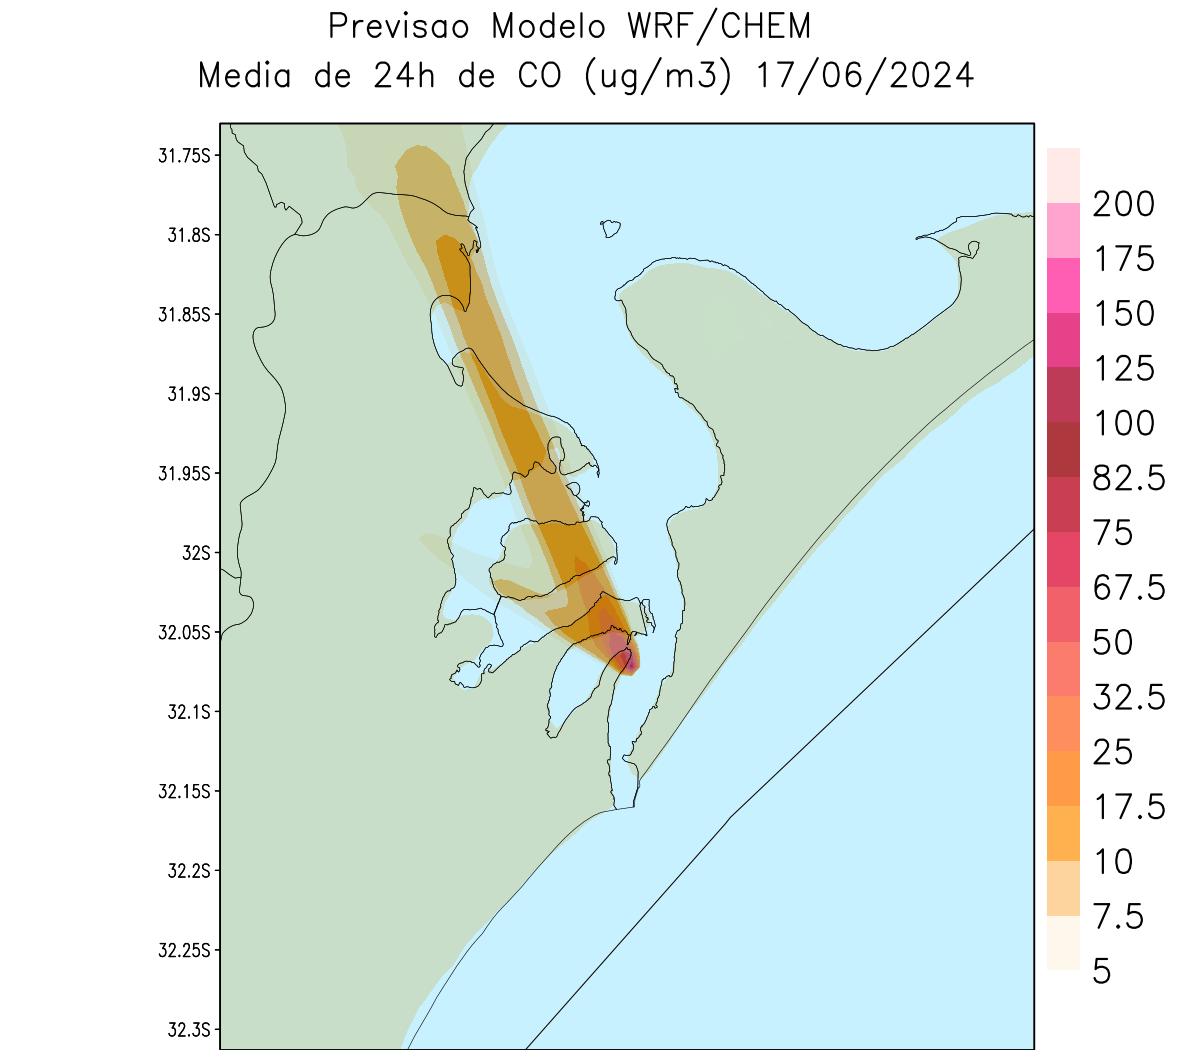 Previsao Modelo WRF/CHEM
Media de 24h de CO (ug/m3) 17/06/2024
31.75S
31.8S
31.85S
31.9S
31.95S
32S
32.05S
32.1S
32.15S
32.2S
32.25S
32.3S
200
175
150
125
100
82.5
75
67.5
50
32.5
25
17.5
10
7.5
5